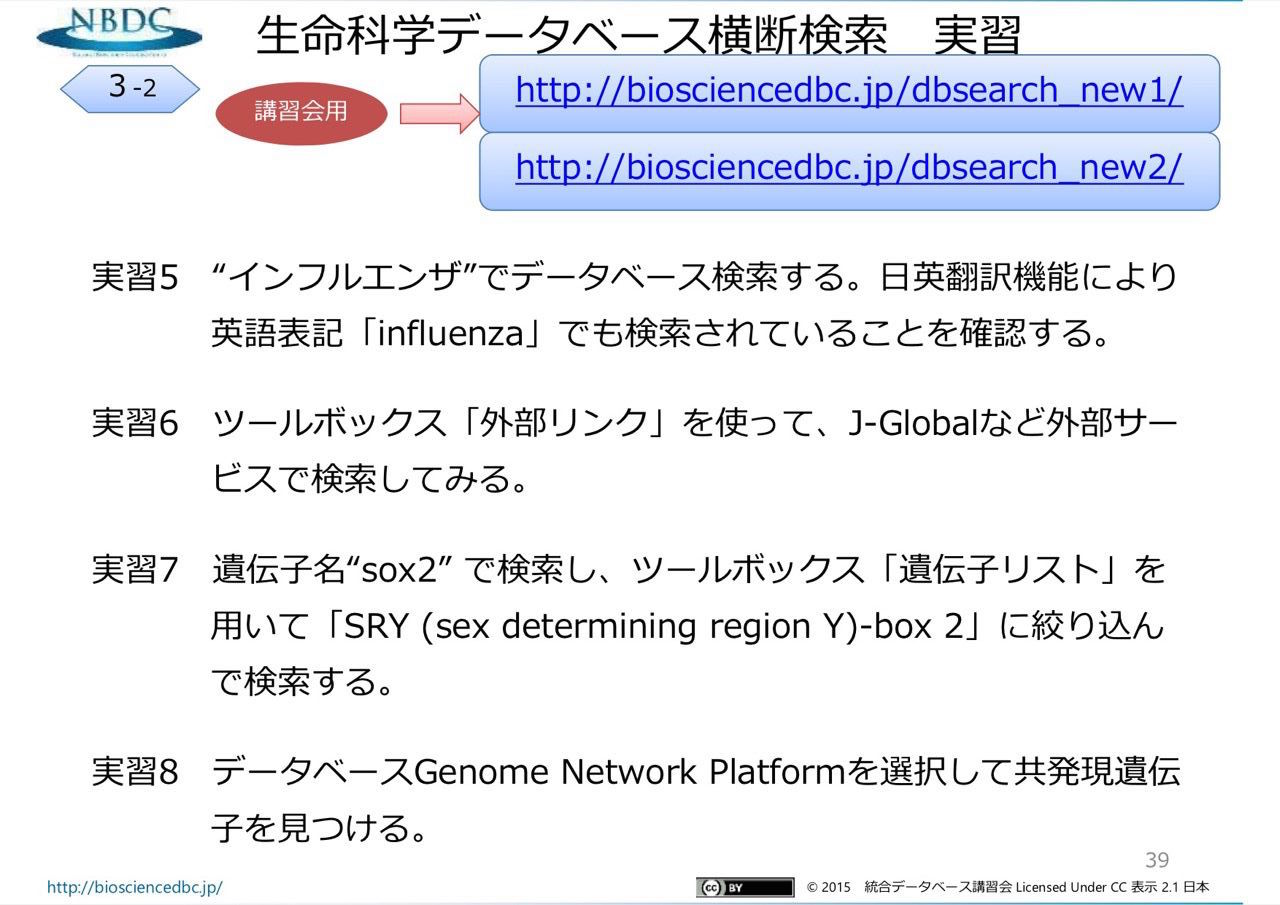 NBDC
生命科学データベース横断検索　実習
3 -2
講習会用
http://biosciencedbc.jp/dbsearch_new1/
http://biosciencedbc.jp/dbsearch_new2/
実習5　“インフルエンザ”でデータベース検索する。日英翻訳機能により
英語表記「influenza」でも検索されていることを確認する。
実習6　ツールボックス「外部リンク」を使って、J-Globalなど外部サー
ビスで検索してみる。
実習7　遺伝子名“sox2” で検索し、ツールボックス「遺伝子リスト」を
用いて「SRY (sex determining region Y)-box 2」に絞り込ん
で検索する。
実習8　データベースGenome Network Platformを選択して共発現遺伝
子を見つける。
39
http://biosciencedbc.jp/
cc BY
© 2015　統合データベース講習会 Licensed Under CC 表示 2.1 日本